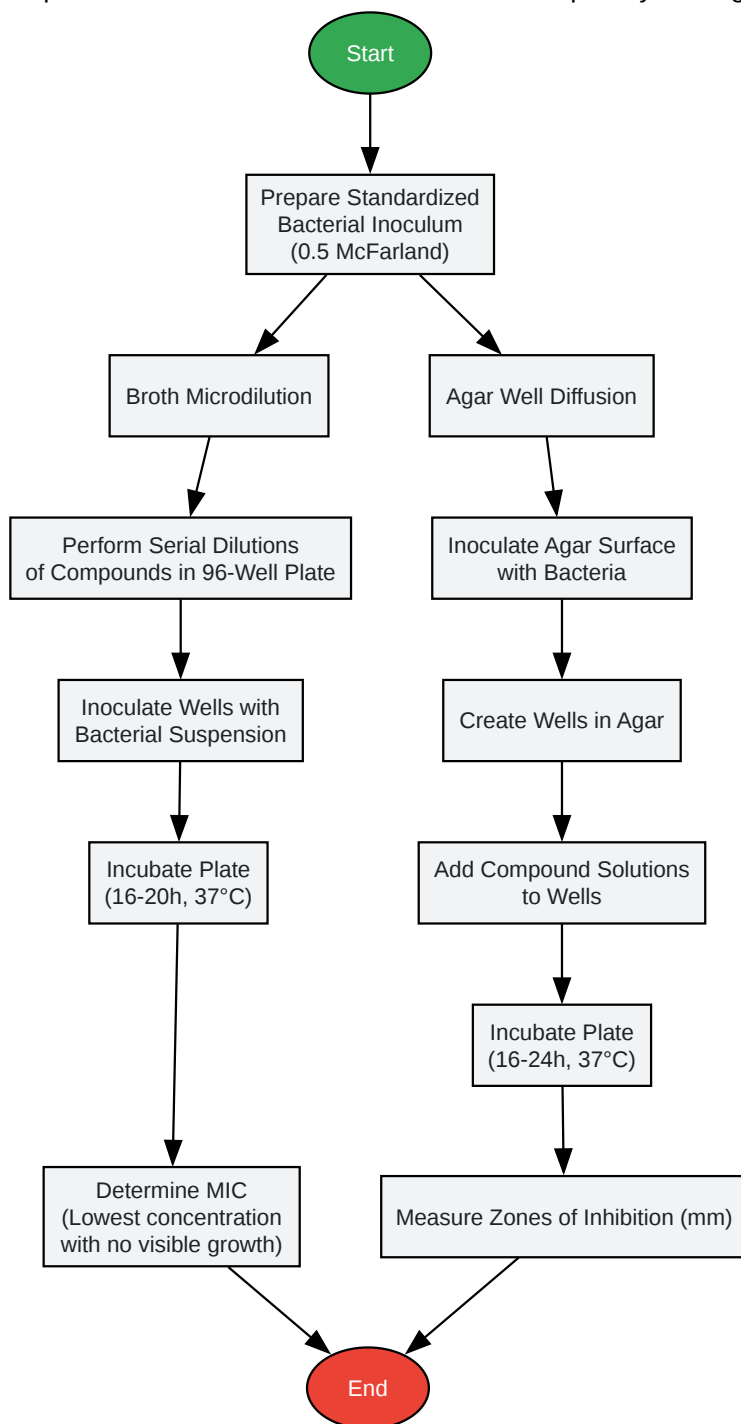 Start
Prepare Standardized
Bacterial Inoculum
(0.5 McFarland)
Broth Microdilution
Agar Well Diffusion
Perform Serial Dilutions
of Compounds in 96-Well Plate
Inoculate Agar Surface
with Bacteria
Inoculate Wells with
Bacterial Suspension
Create Wells in Agar
Incubate Plate
(16-20h, 37°C)
Add Compound Solutions
to Wells
Incubate Plate
(16-24h, 37°C)
Determine MIC
(Lowest concentration
with no visible growth)
Measure Zones of Inhibition (mm)
End